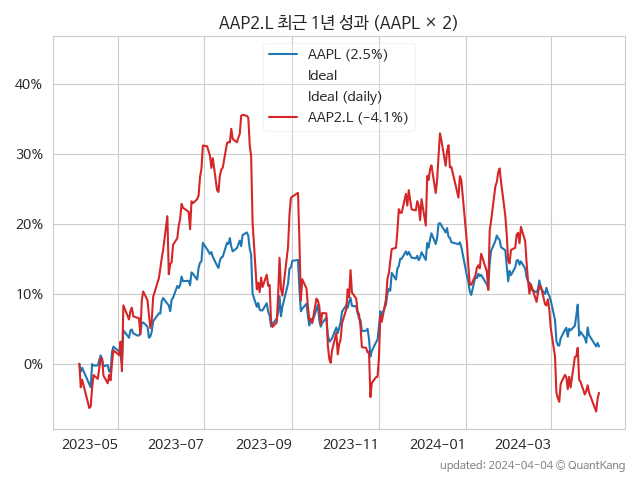 AAP2.L 최근 1년 성과 (AAPL × 2)
AAPL (2.5%)
Ideal
Ideal (daily)
AAP2.L (−4.1%)
40%
30%
20%
10%
0%
2023-05 2023-07 2023-09 2023-11 2024-01 2024-03
updated: 2024-04-04 © QuantKang